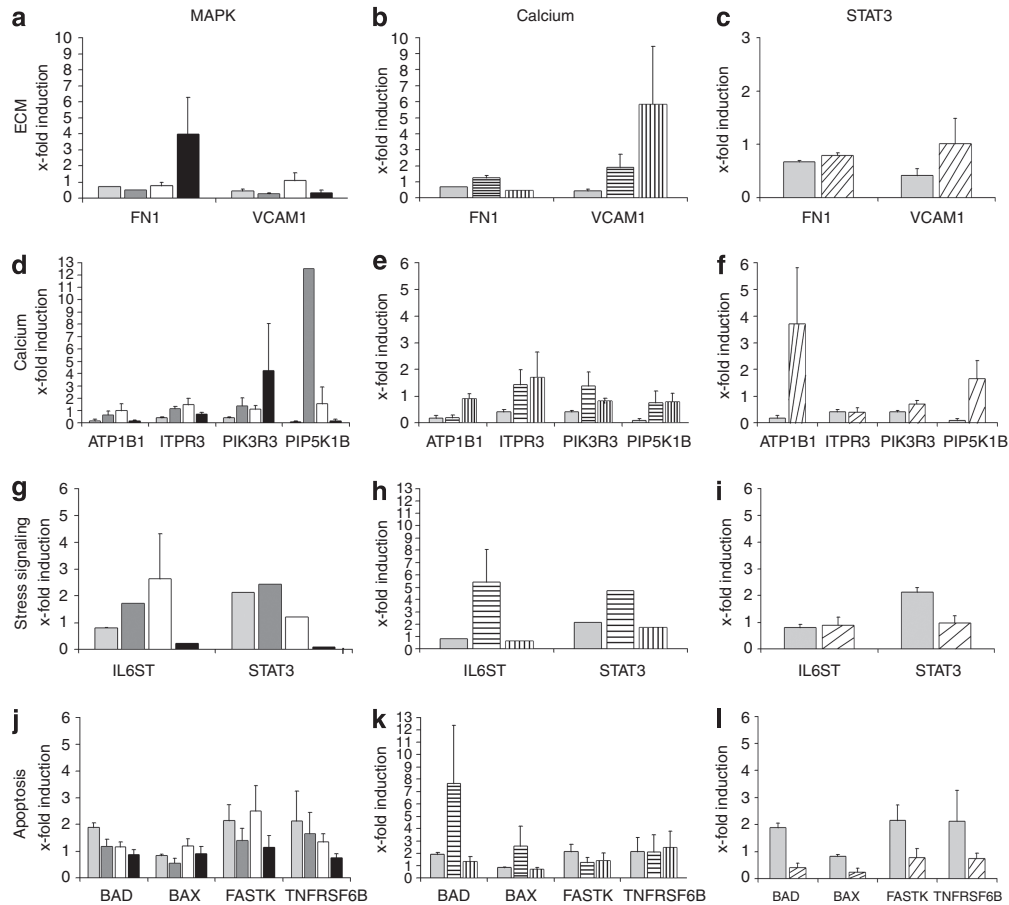 a MAPK b Calcium c STAT3
ECM
x-fold induction
10
9
8
7
6
5
4
3
2
1
0
FN1 VCAM1
x-fold induction
10
9
8
7
6
5
4
3
2
1
0
FN1 VCAM1
x-fold induction
3
2
1
0
FN1 VCAM1
d
Calcium
x-fold induction
13
12
11
10
9
8
7
6
5
4
3
2
1
0
ATP1B1 ITPR3 PIK3R3 PIP5K1B
e
x-fold induction
6
5
4
3
2
1
0
ATP1B1 ITPR3 PIK3R3 PIP5K1B
f
x-fold induction
6
5
4
3
2
1
0
ATP1B1 ITPR3 PIK3R3 PIP5K1B
g
Stress signaling
x-fold induction
6
5
4
3
2
1
0
IL6ST STAT3
h
x-fold induction
13
12
11
10
9
8
7
6
5
4
3
2
1
0
IL6ST STAT3
i
x-fold induction
6
5
4
3
2
1
0
IL6ST STAT3
j
Apoptosis
x-fold induction
6
5
4
3
2
1
0
BAD BAX FASTK TNFRSF6B
k
x-fold induction
13
12
11
10
9
8
7
6
5
4
3
2
1
0
BAD BAX FASTK TNFRSF6B
l
x-fold induction
6
5
4
3
2
1
0
BAD BAX FASTK TNFRSF6B